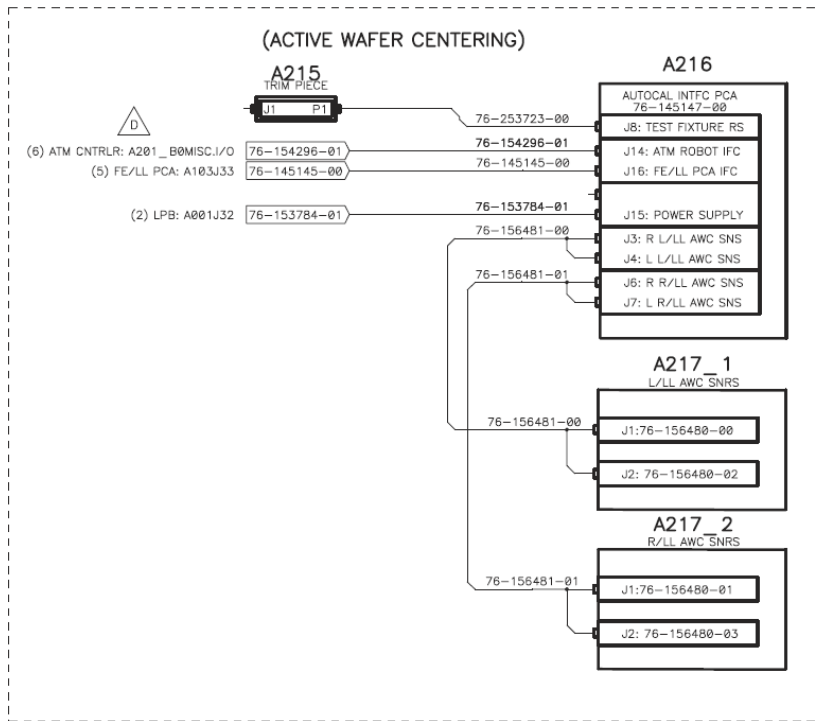 (ACTIVE WAFER CENTERING)
A215
TRIM PIECE
J1 P1
A216
AUTOCAL INTFC PCA
76-145147-00
76-253723-00
J8: TEST FIXTURE RS
D
(6) ATM CNTRLR: A201_B0MISC.I/O
76-154296-01
76-154296-01
J14: ATM ROBOT IFC
(5) FE/LL PCA: A103J33
76-145145-00
76-145145-00
J16: FE/LL PCA IFC
(2) LPB: A001J32
76-153784-01
76-153784-01
J15: POWER SUPPLY
76-156481-00
J3: R L/LL AWC SNS
J4: L L/LL AWC SNS
76-156481-01
J6: R R/LL AWC SNS
J7: L R/LL AWC SNS
A217_1
L/LL AWC SNRS
76-156481-00
J1:76-156480-00
J2: 76-156480-02
A217_2
R/LL AWC SNRS
76-156481-01
J1:76-156480-01
J2: 76-156480-03